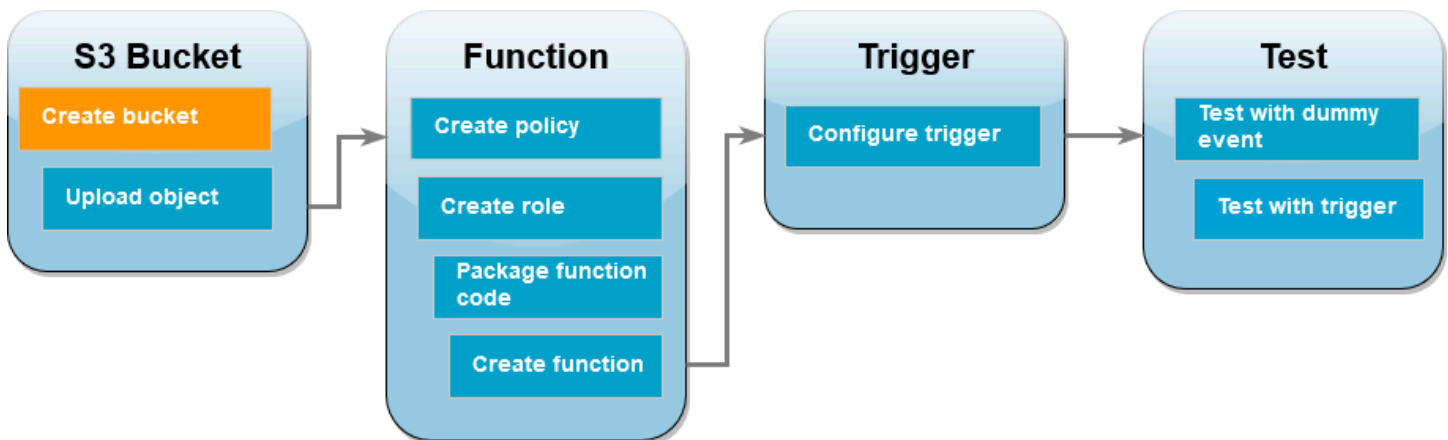 S3 Bucket
Create bucket
Upload object
Function
Create policy
Create role
Package function
code
Create function
Trigger
Configure trigger
Test
Test with dummy
event
Test with trigger